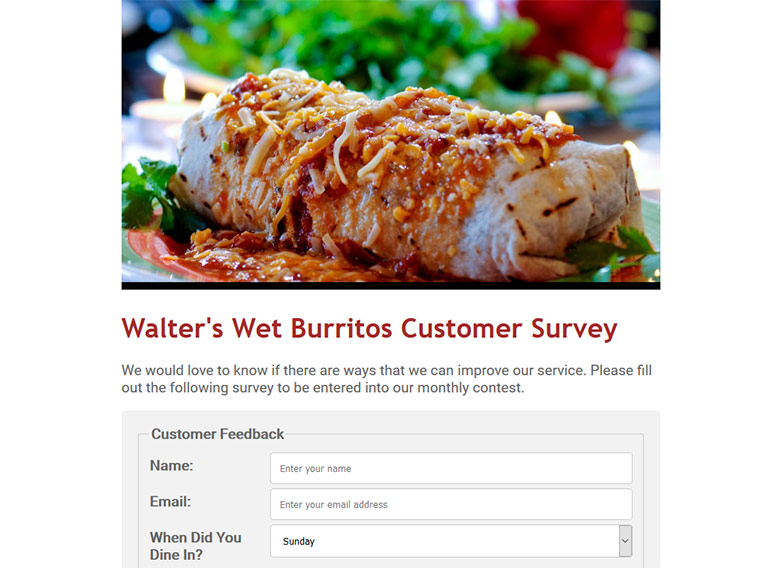 Walter's Wet Burritos Customer Survey
We would love to know if there are ways that we can improve our service. Please fill
out the following survey to be entered into our monthly contest.
Customer Feedback
Name:
Enter your name
Email:
Enter your email address
When Did You
Dine In?
Sunday